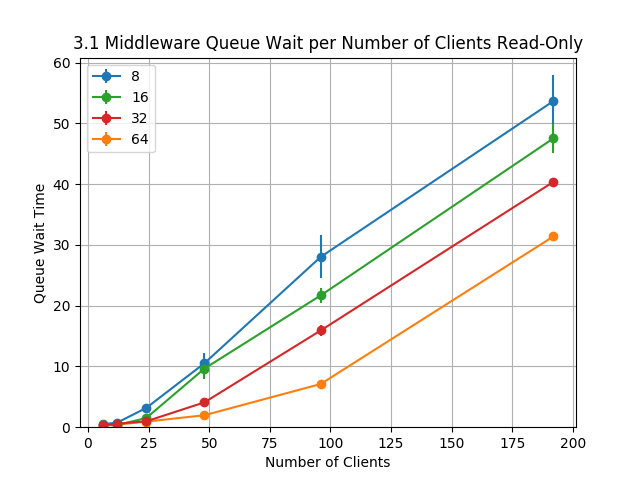 3.1 Middleware Queue Wait per Number of Clients Read-Only
60
50
40
30
20
10
0
Queue Wait Time
8
16
32
64
0 25 50 75 100 125 150 175 200
Number of Clients